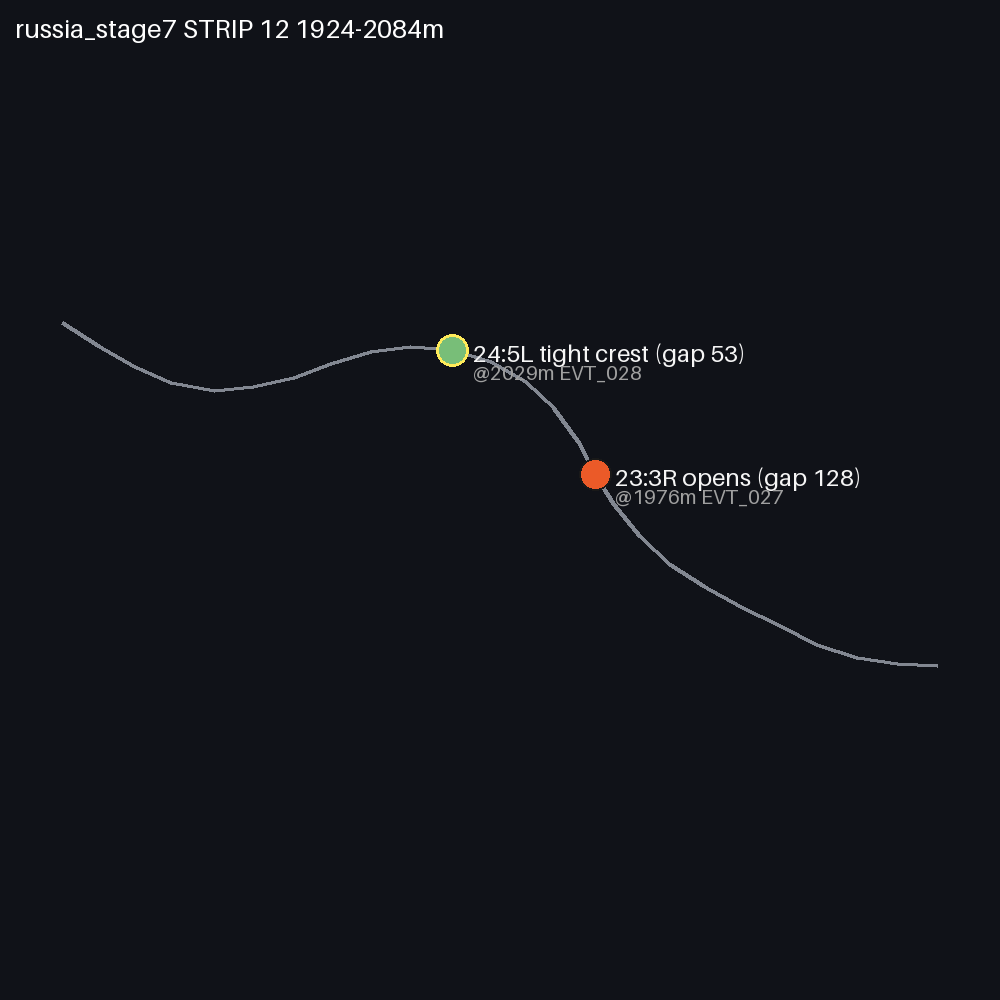 russia_stage7 STRIP 12 1924-2084m
24:5L tight crest (gap 53)
@2029m EVT_028
23:3R opens (gap 128)
@1976m EVT_027